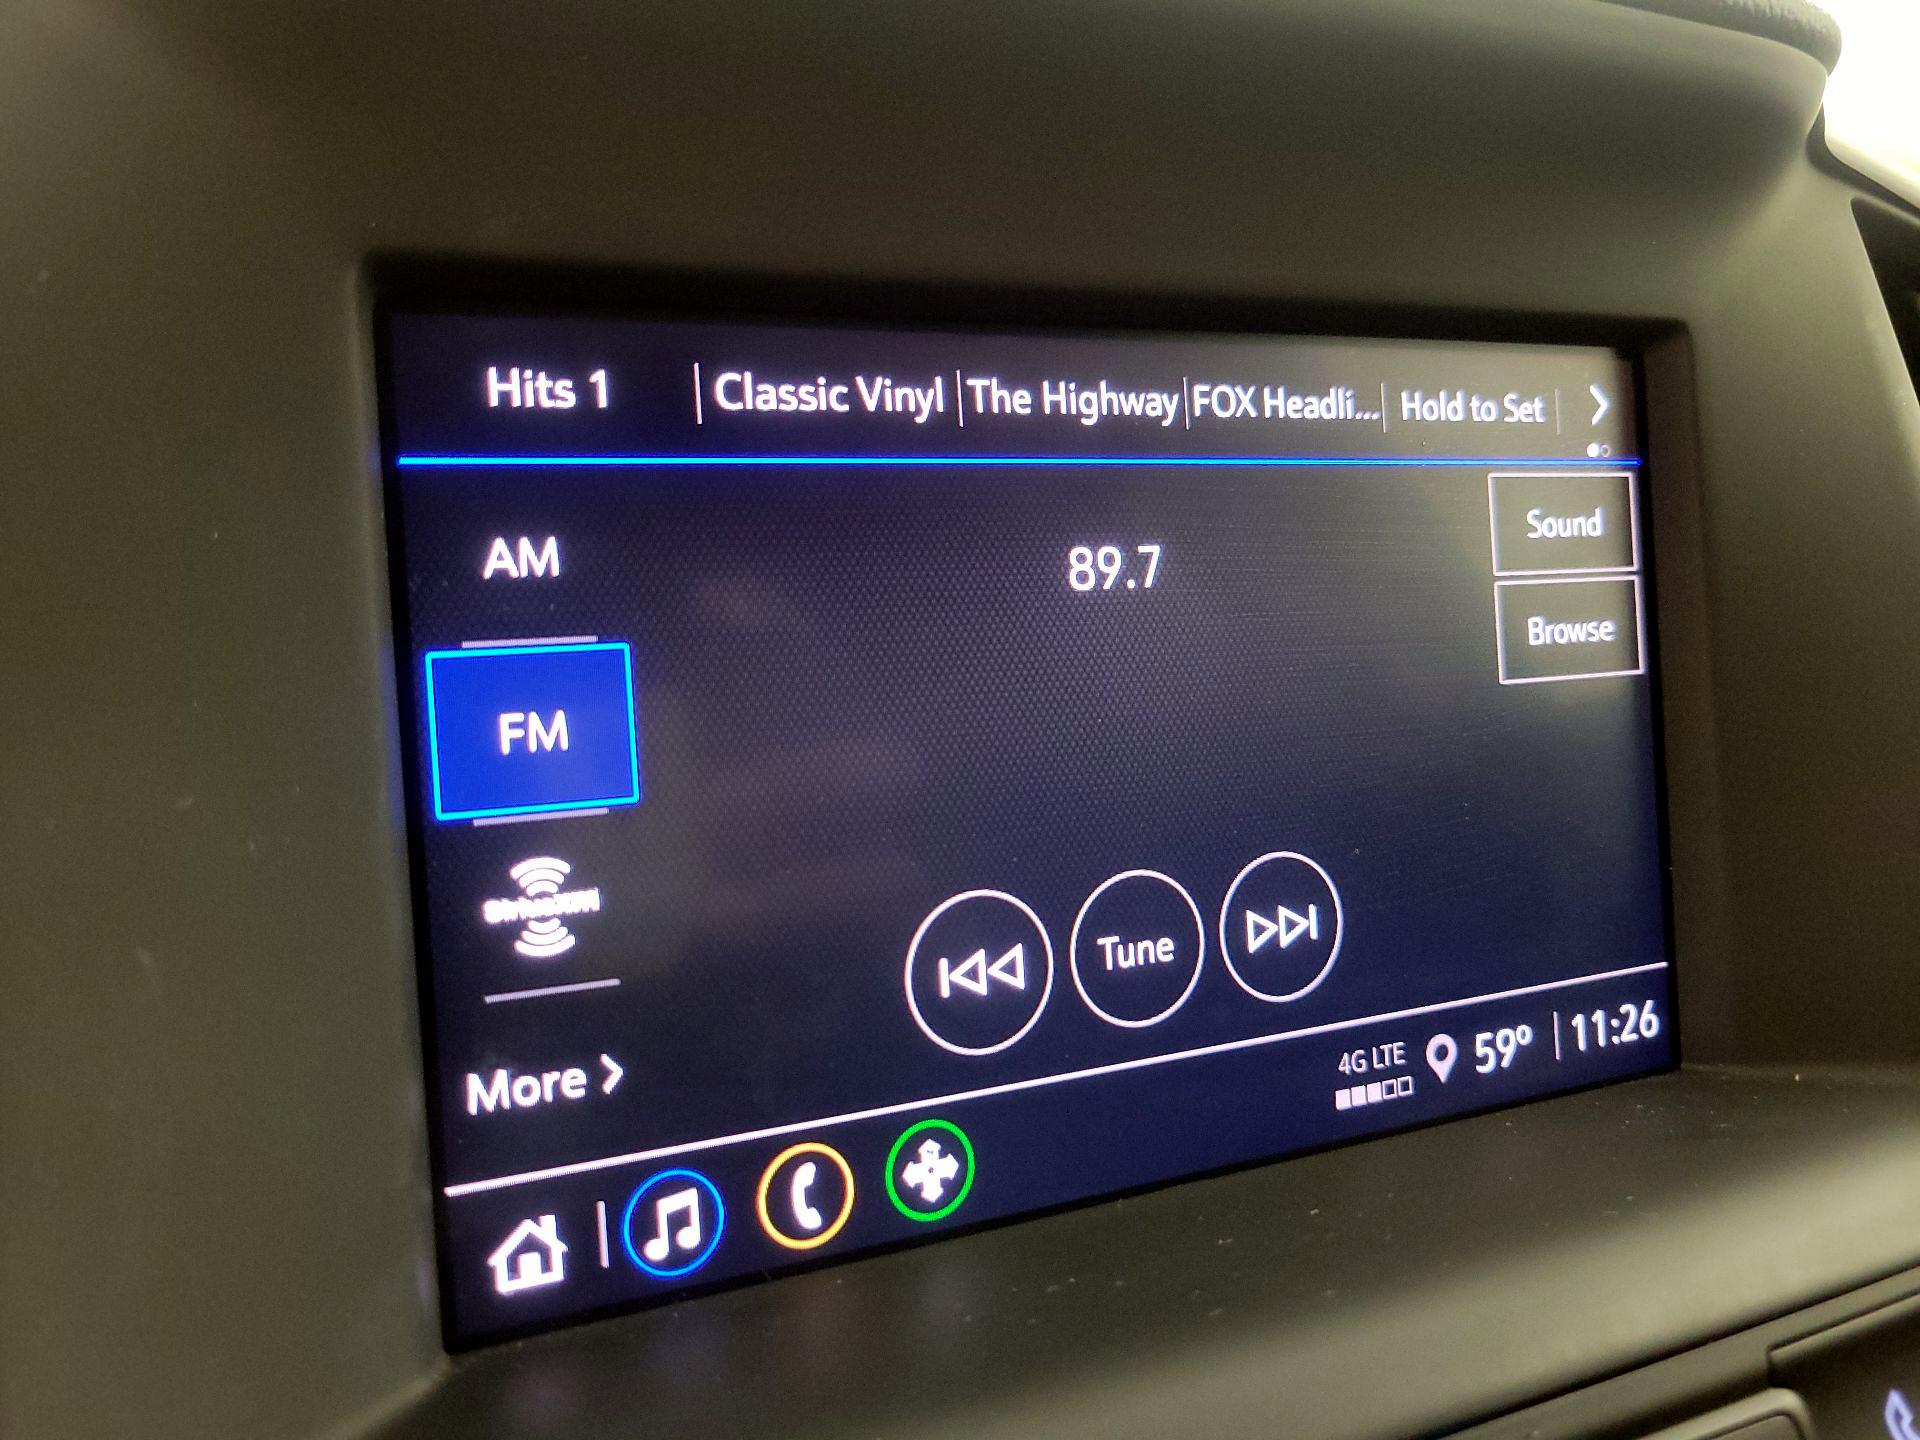 Hits 1 Classic Vinyl The Highway FOX Headli... Hold to Set
AM
89.7
Sound
Browse
FM
SiriusXM
Tune
More
4G LTE 59° 11:26